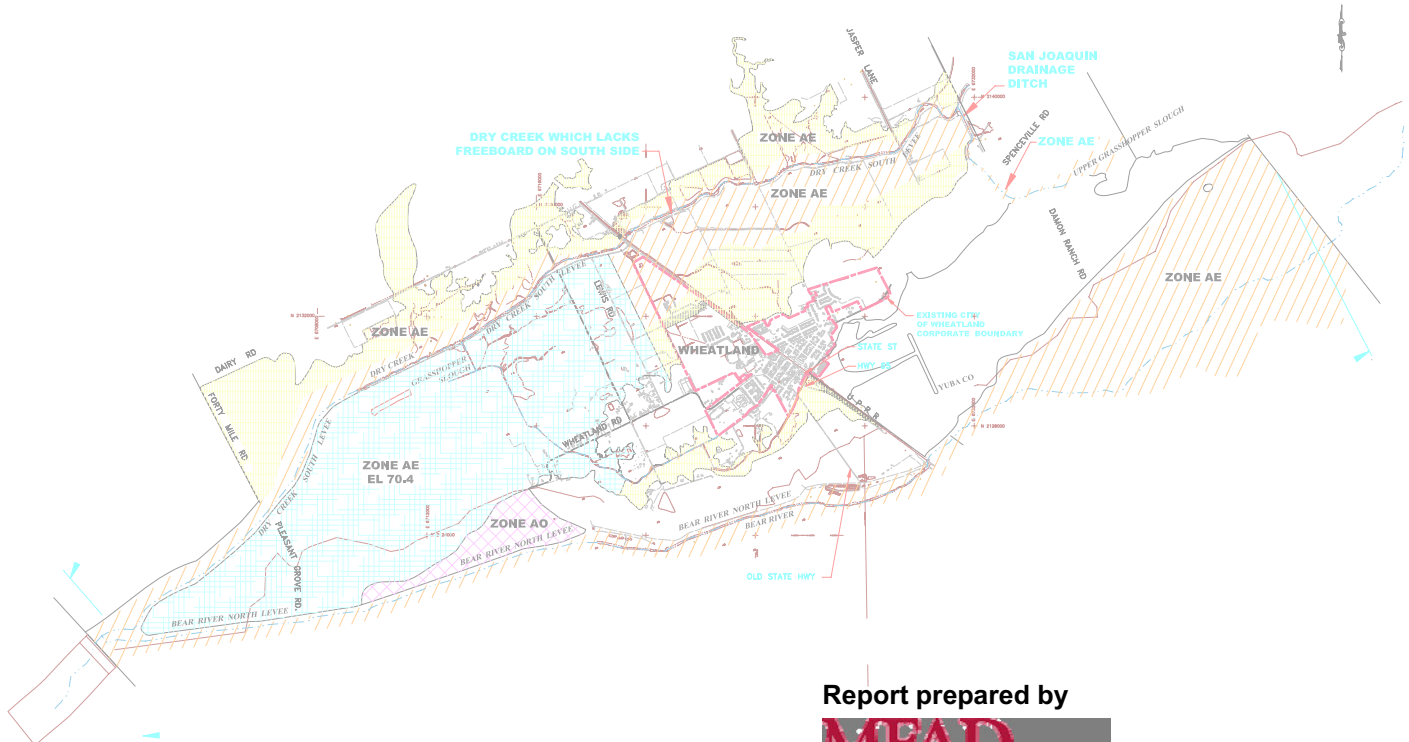 JASPER LANE
SAN JOAQUIN
DRAINAGE
DITCH
N 2140000
SPENCEVILLE RD
UPPER GRASSHOPPER SLOUGH
ZONE AE
DRY CREEK WHICH LACKS
FREEBOARD ON SOUTH SIDE
ZONE AE
DRY CREEK SOUTH LEVEE
ZONE AE
DAMON RANCH RD
ZONE AE
DRY CREEK SOUTH LEVEE
LEWIS RD
N 2132000
ZONE AE
EXISTING CITY
OF WHEATLAND
CORPORATE BOUNDARY
WHEATLAND
STATE ST
DAIRY RD
DRY CREEK
GRASSHOPPER
SLOUGH
YUBA CO
U.P.R.R.
FORTY MILE RD
WHEATLAND RD
ZONE AE
EL 70.4
DRY CREEK SOUTH LEVEE
PLEASANT GROVE RD.
ZONE AO
BEAR RIVER NORTH LEVEE
BEAR RIVER
BEAR RIVER NORTH LEVEE
OLD STATE HWY
BEAR RIVER NORTH LEVEE
Report prepared by
MEAD